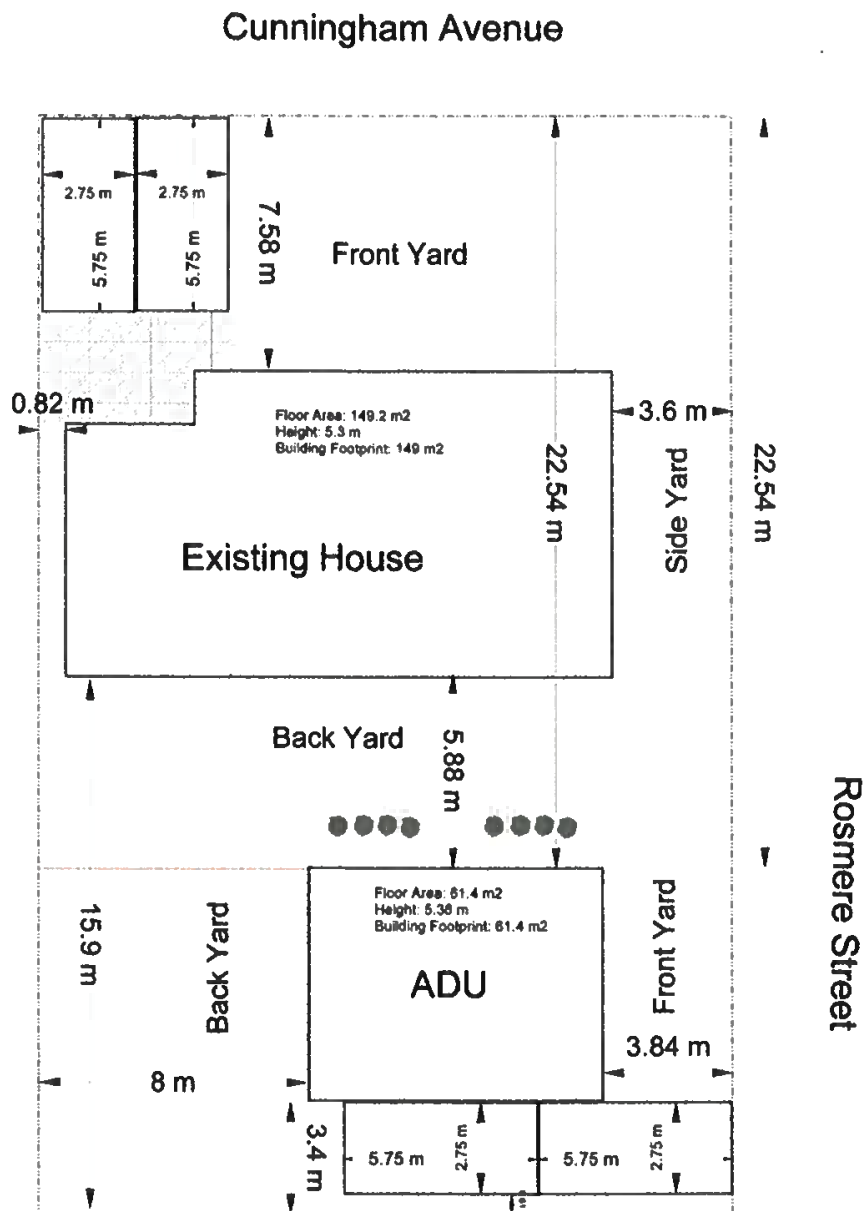 Cunningham Avenue
2.75 m
2.75 m
5.75 m
5.75 m
7.58 m
Front Yard
0.82 m
Floor Area: 149.2 m2
Height: 5.3 m
Building Footprint: 149 m2
3.6 m
22.54 m
22.54 m
Side Yard
Existing House
Back Yard
5.88 m
Rosmere Street
15.9 m
Back Yard
Floor Area: 61.4 m2
Height: 5.36 m
Building Footprint: 61.4 m2
ADU
Front Yard
3.84 m
8 m
3.4 m
5.75 m
2.75 m
5.75 m
2.75 m